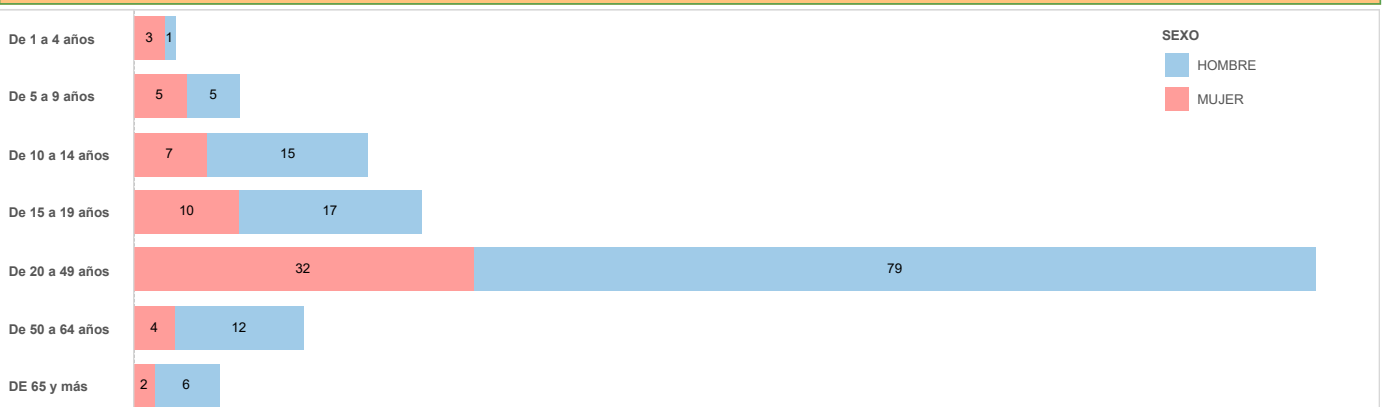 De 1 a 4 años 3 1
SEXO
HOMBRE
MUJER
De 5 a 9 años 5 5
De 10 a 14 años 7 15
De 15 a 19 años 10 17
De 20 a 49 años 32 79
De 50 a 64 años 4 12
DE 65 y más 2 6